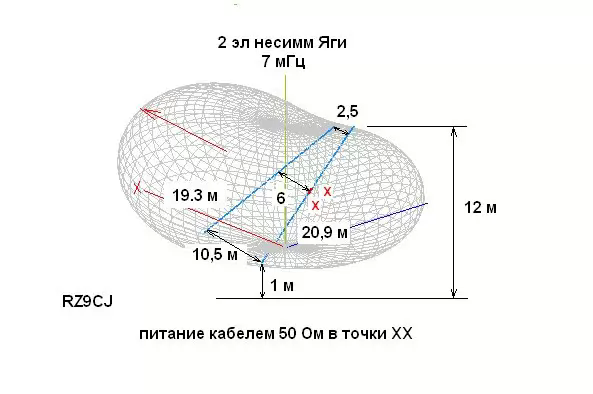 2 эл несимм Яги
7 мГц
2,5
X
19.3 м
6
X
X
12 м
20,9 м
10,5 м
1 м
RZ9CJ
питание кабелем 50 Ом в точки XX